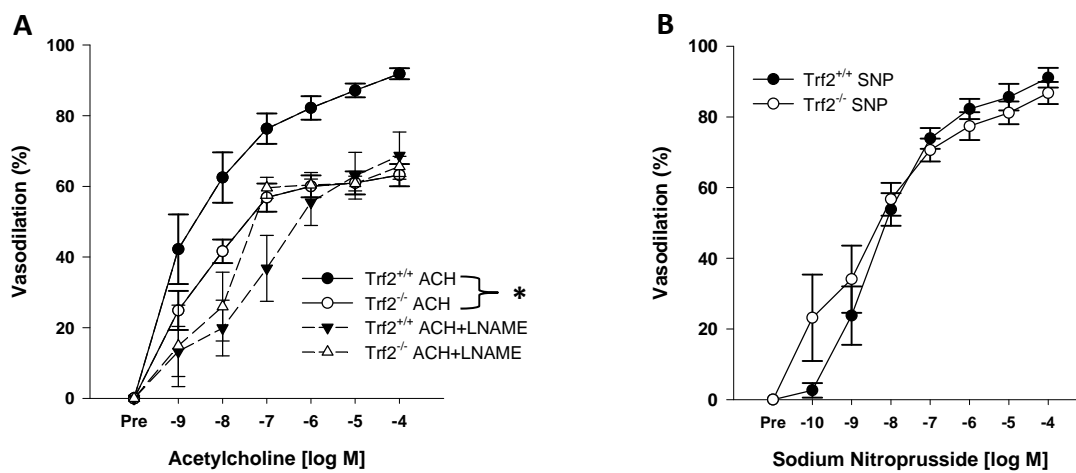 A
100
80
60
40
20
0
Vasodilation (%)
Trf2+/+ ACH
Trf2-/- ACH
*
Trf2+/+ ACH+LNAME
Trf2-/- ACH+LNAME
Pre -9 -8 -7 -6 -5 -4
Acetylcholine [log M]
B
100
80
60
40
20
0
Vasodilation (%)
Trf2+/+ SNP
Trf2-/- SNP
Pre -10 -9 -8 -7 -6 -5 -4
Sodium Nitroprusside [log M]